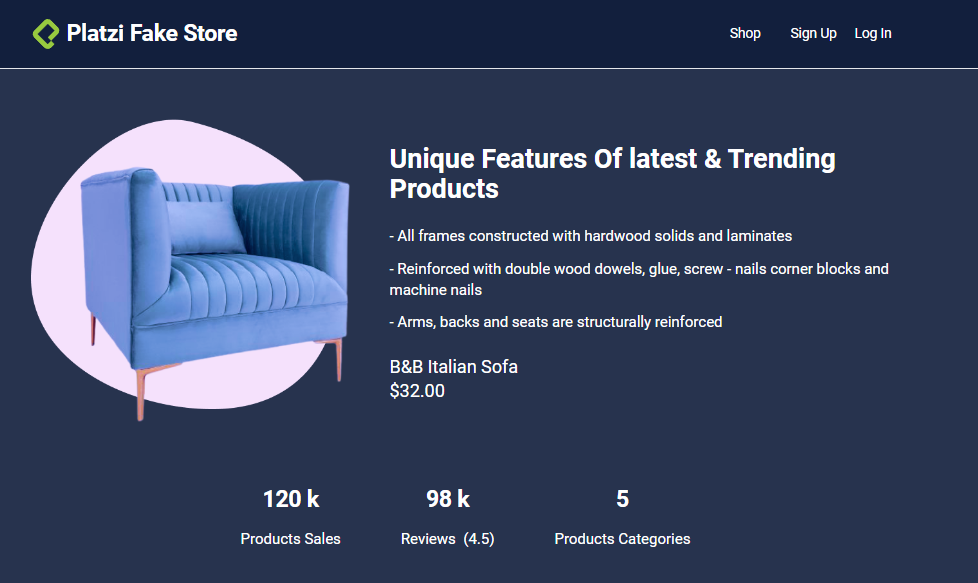 Platzi Fake Store
Shop Sign Up Log In
Unique Features Of latest & Trending
Products
- All frames constructed with hardwood solids and laminates
- Reinforced with double wood dowels, glue, screw - nails corner blocks and
machine nails
- Arms, backs and seats are structurally reinforced
B&B Italian Sofa
$32.00
120 k 98 k 5
Products Sales Reviews (4.5) Products Categories